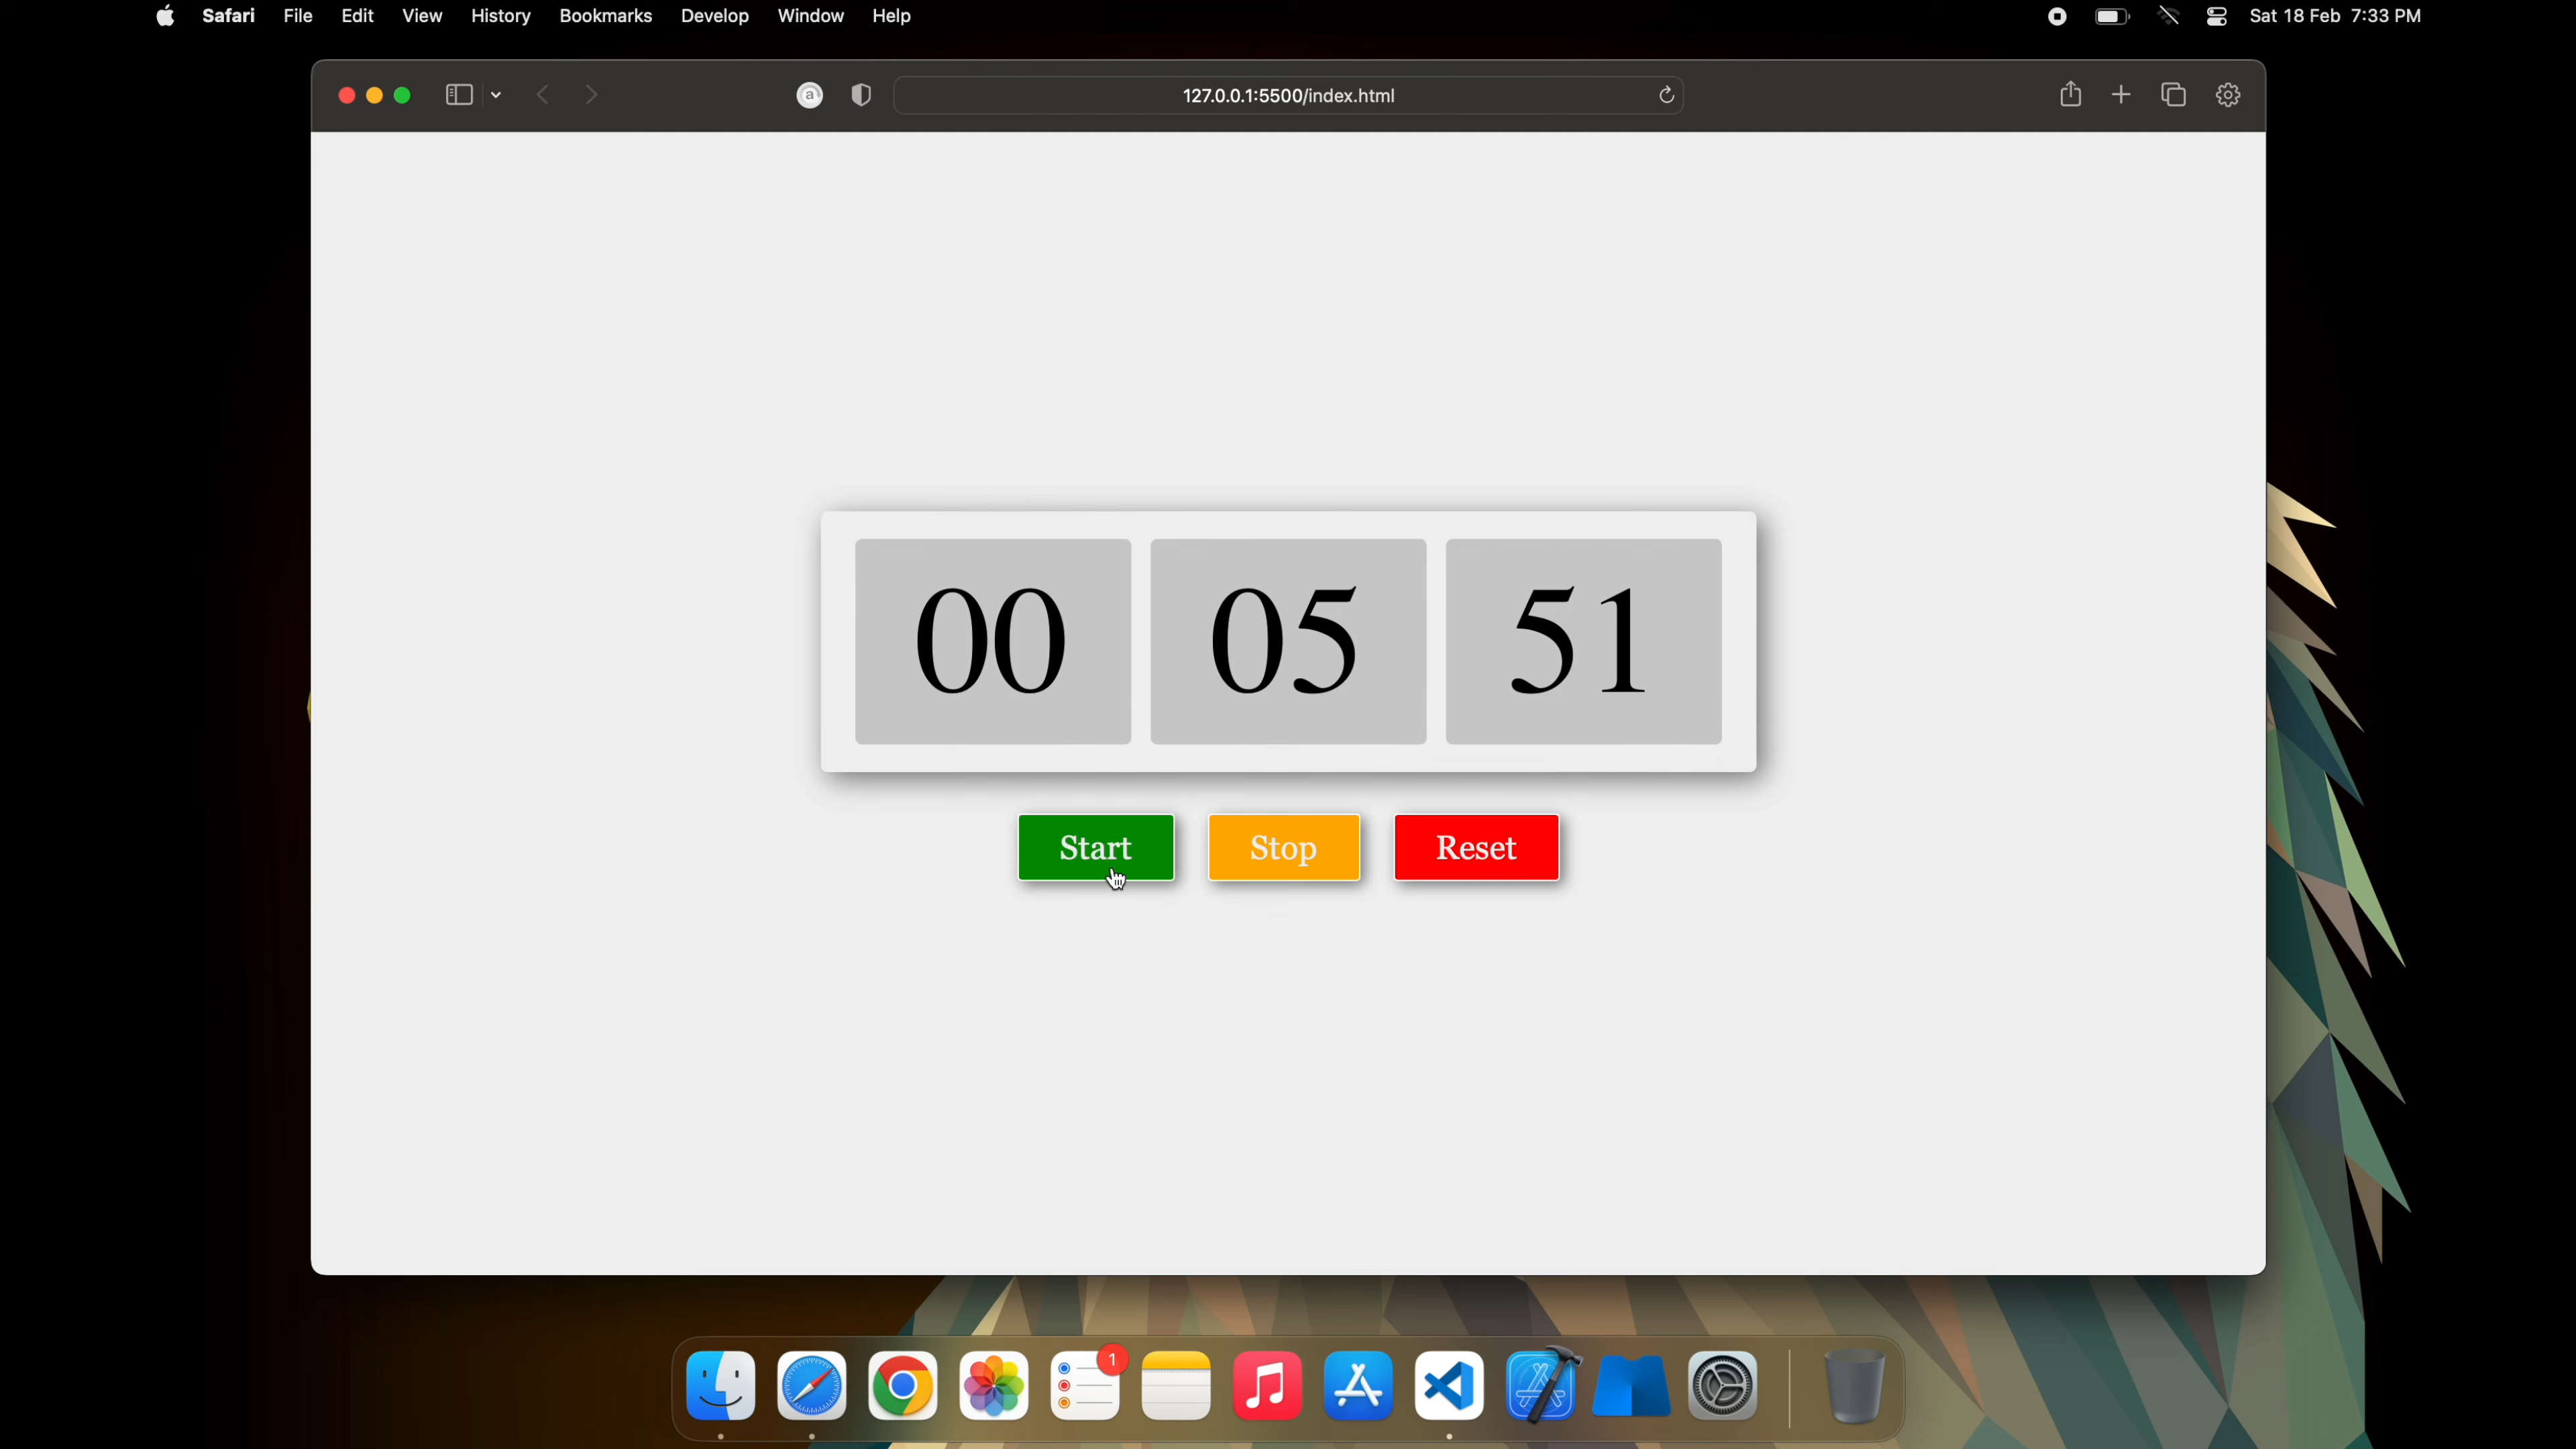 Safari File Edit View History Bookmarks Develop Window Help Sat 18 Feb 7:33 PM
a 127.0.0.1:5500/index.html
00 05 51
Start Stop Reset
1